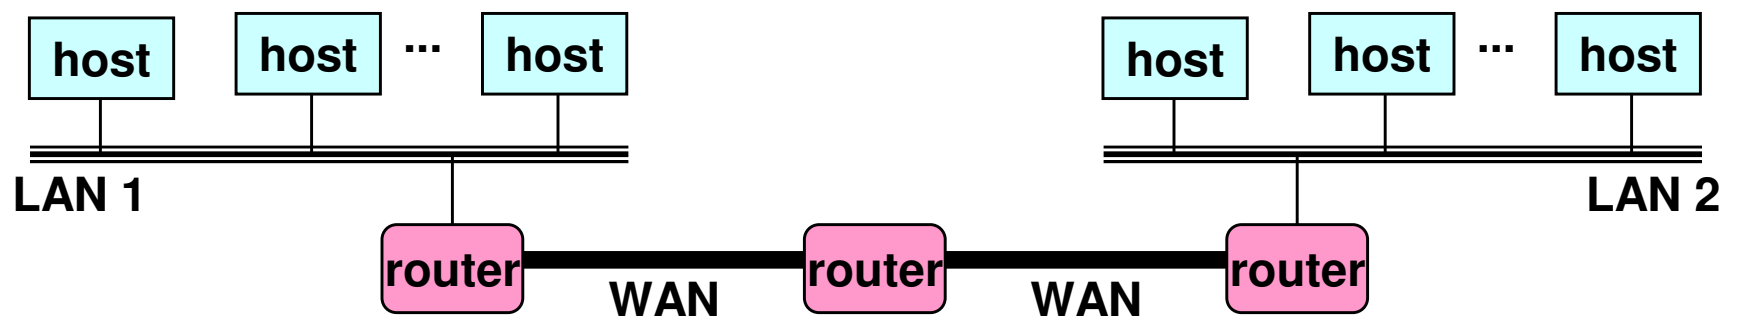 host host ... host host host ... host
LAN 1 LAN 2
router router router
WAN WAN